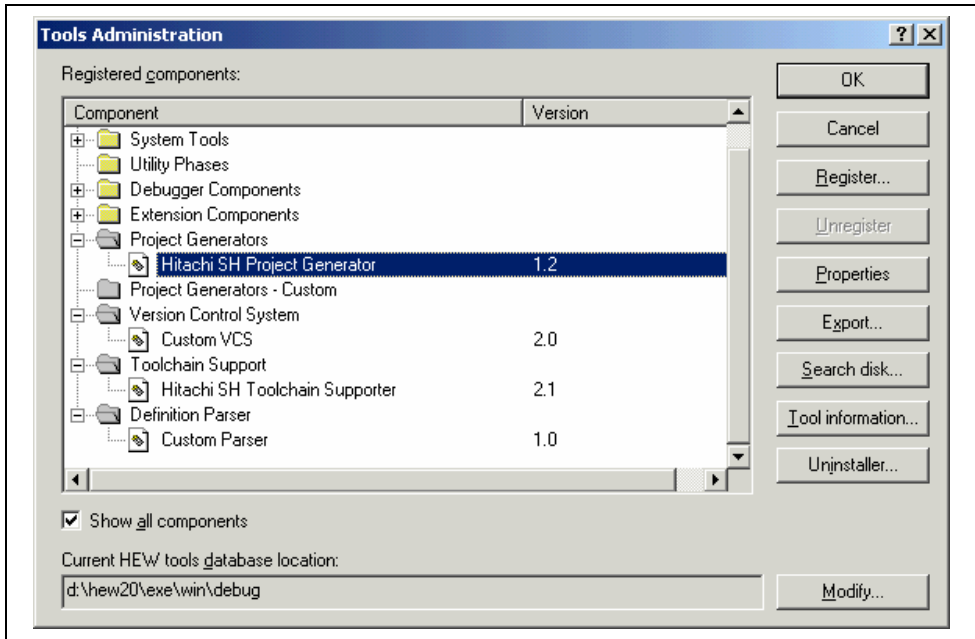 Tools Administration
Registered components:
Component Version
System Tools
Utility Phases
Debugger Components
Extension Components
Project Generators
Hitachi SH Project Generator 1.2
Project Generators - Custom
Version Control System
Custom VCS 2.0
Toolchain Support
Hitachi SH Toolchain Supporter 2.1
Definition Parser
Custom Parser 1.0
Show all components
Current HEW tools database location:
d:\hew20\exe\win\debug
OK
Cancel
Register...
Unregister
Properties
Export...
Search disk...
Tool information...
Uninstaller...
Modify...